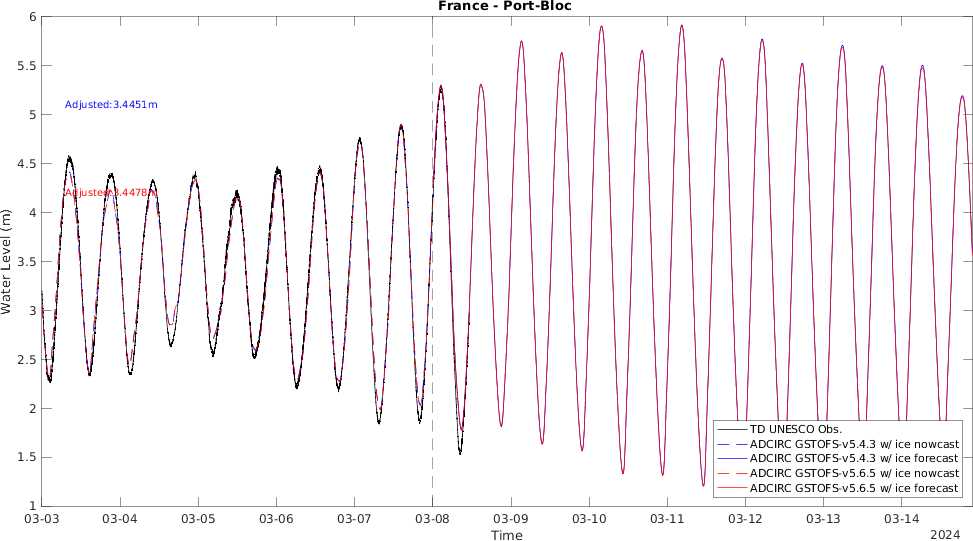 France - Port-Bloc
6
5.5
5
4.5
4
3.5
3
2.5
2
1.5
1
Water Level (m)
Adjusted:3.4451m
Adjusted:3.4478m
TD UNESCO Obs.
ADCIRC GSTOFS-v5.4.3 w/ ice nowcast
ADCIRC GSTOFS-v5.4.3 w/ ice forecast
ADCIRC GSTOFS-v5.6.5 w/ ice nowcast
ADCIRC GSTOFS-v5.6.5 w/ ice forecast
03-03 03-04 03-05 03-06 03-07 03-08 03-09 03-10 03-11 03-12 03-13 03-14
Time
2024